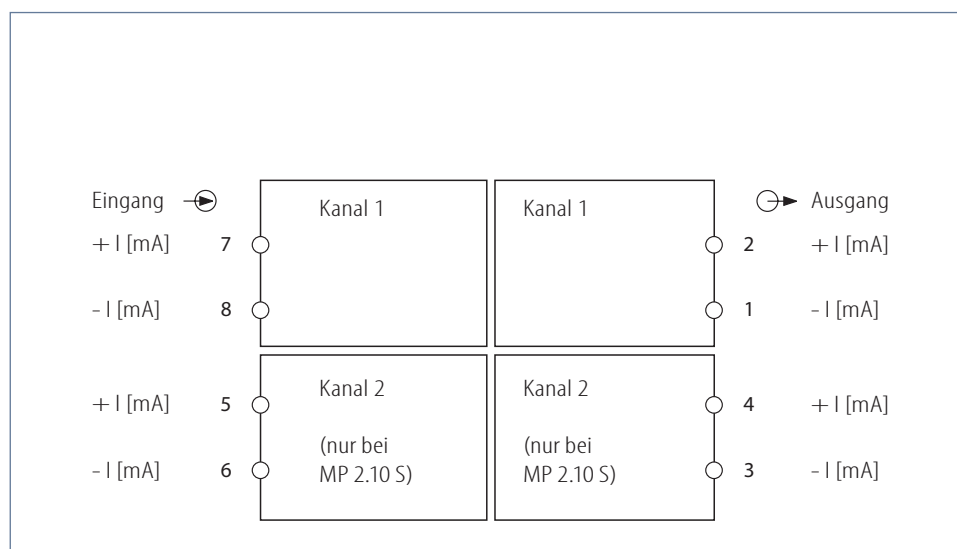 Eingang Kanal 1 Kanal 1 Ausgang
+ I [mA] 7 2 + I [mA]
- I [mA] 8 1 - I [mA]
Kanal 2 Kanal 2
+ I [mA] 5 4 + I [mA]
(nur bei (nur bei
- I [mA] 6 MP 2.10 S) MP 2.10 S) 3 - I [mA]